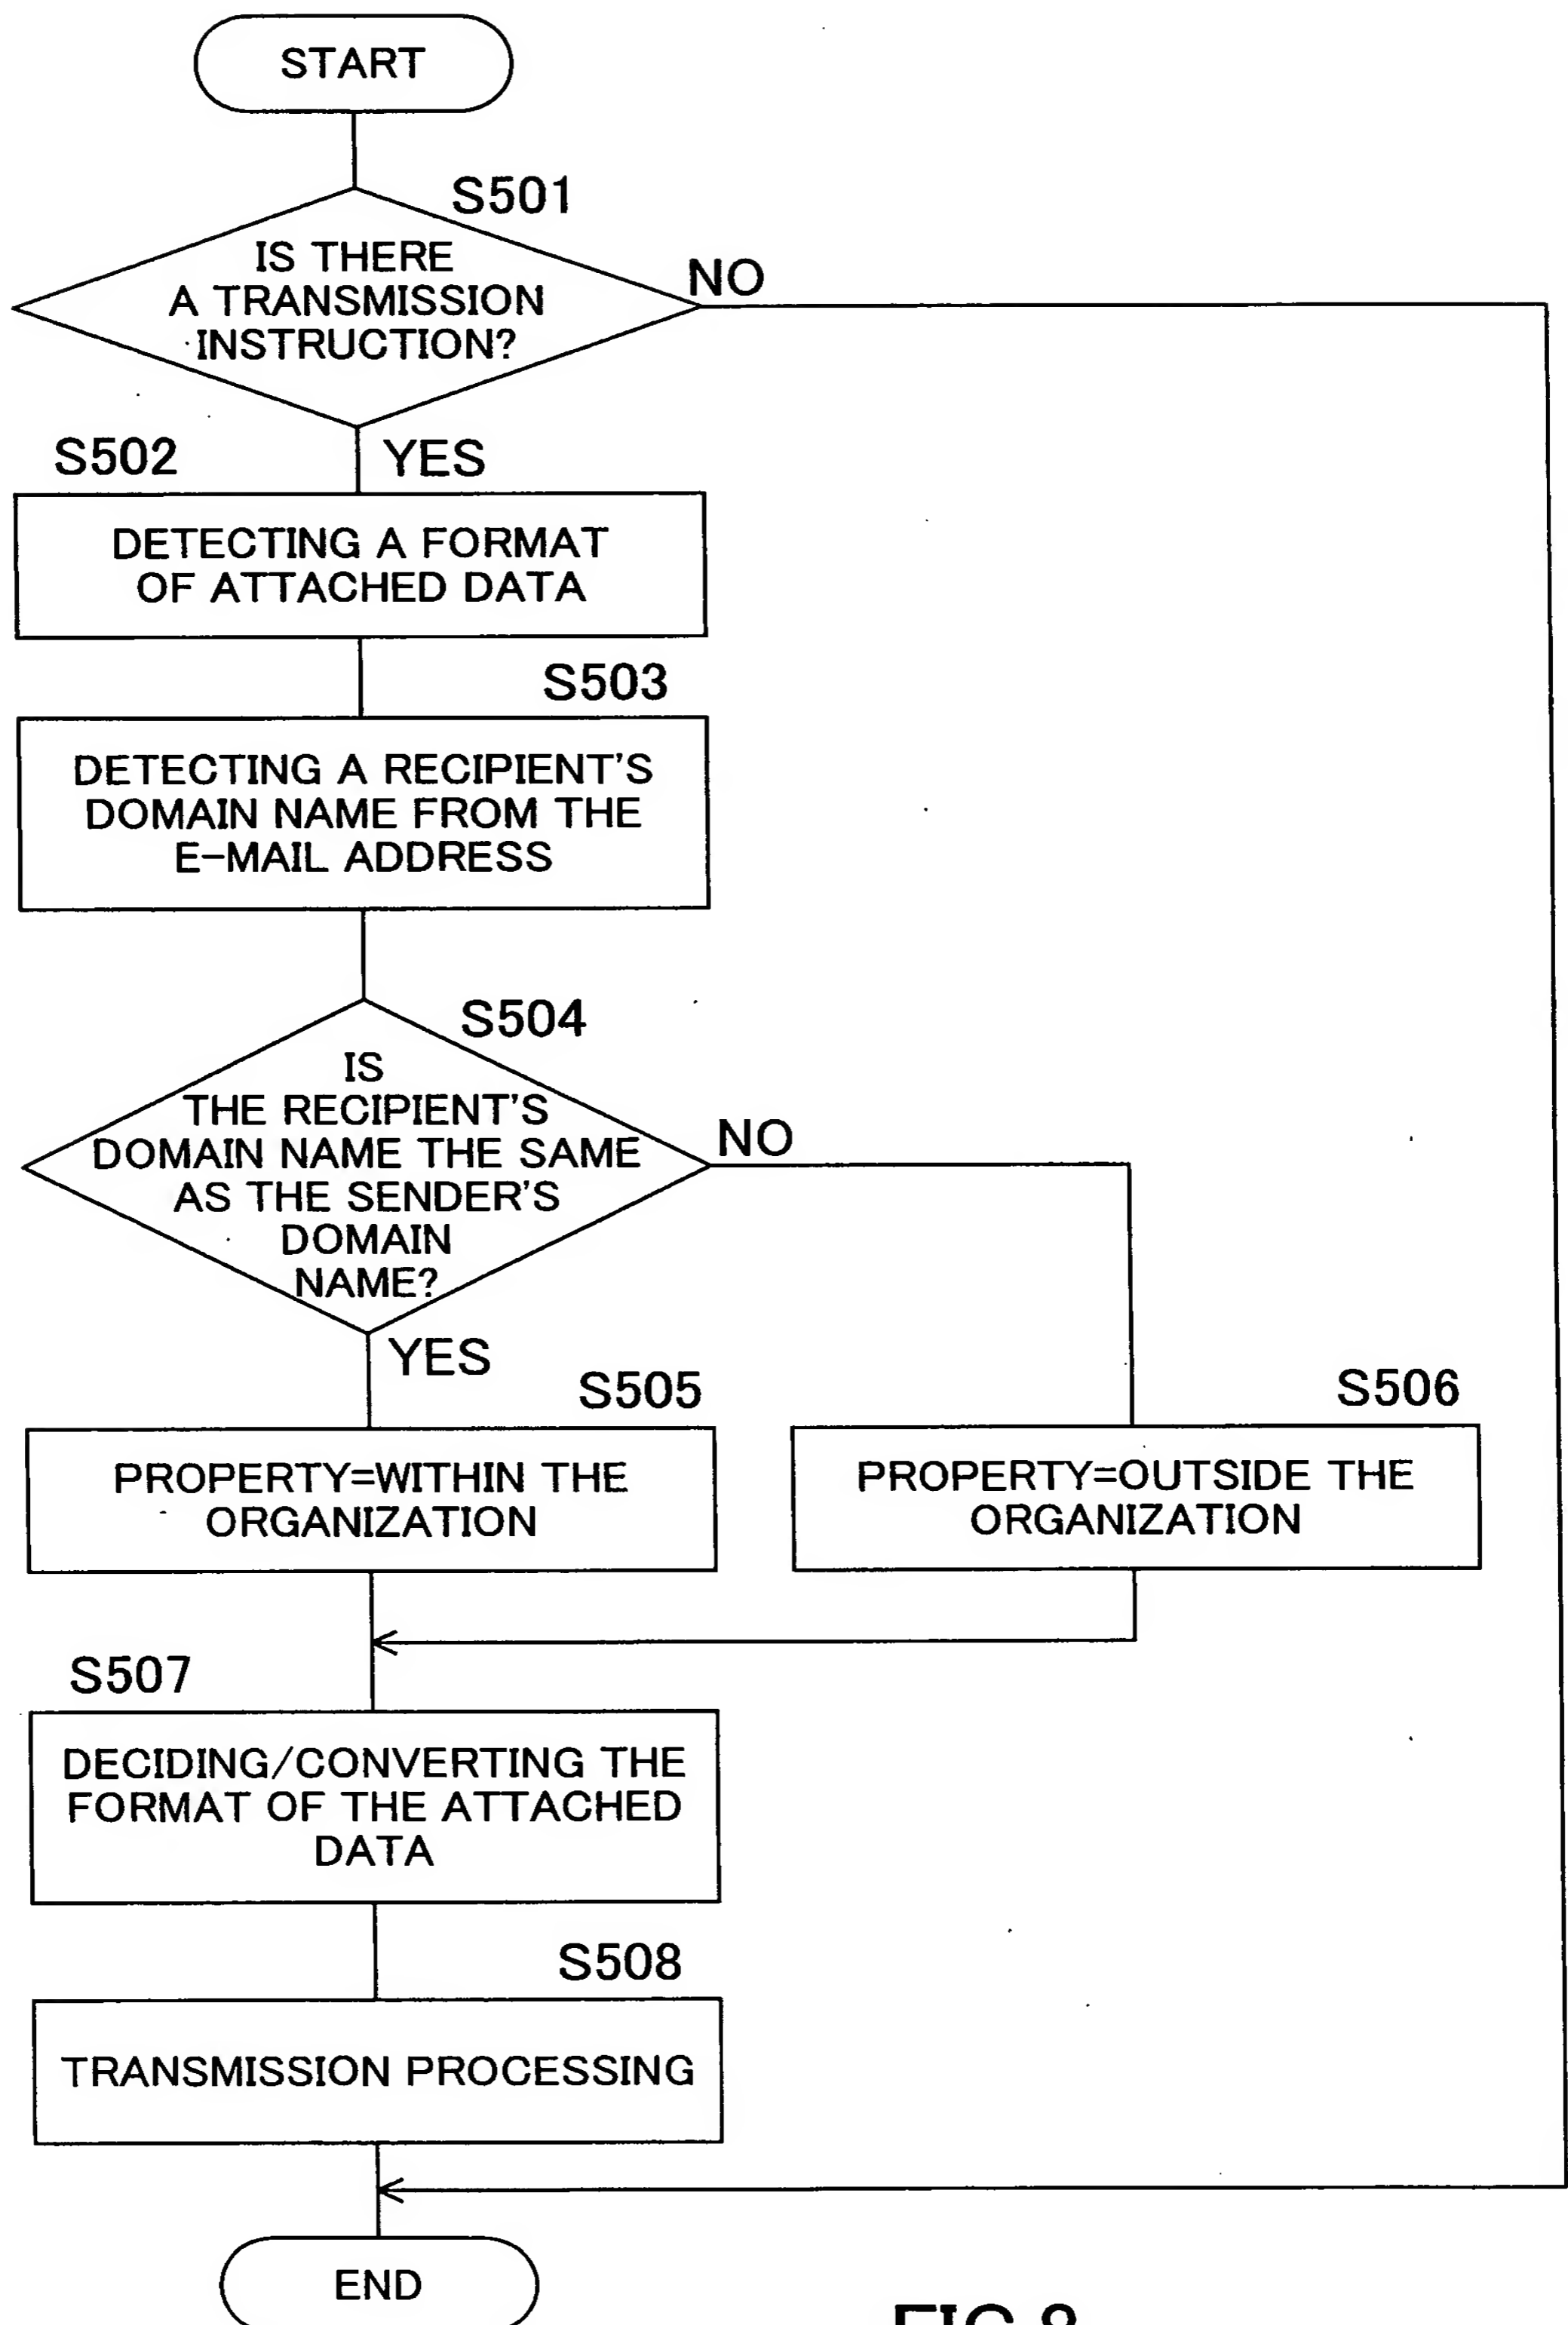 START
S501
IS THERE
A TRANSMISSION
INSTRUCTION?
NO
YES
S502
DETECTING A FORMAT
OF ATTACHED DATA
S503
DETECTING A RECIPIENT'S
DOMAIN NAME FROM THE
E-MAIL ADDRESS
S504
IS
THE RECIPIENT'S
DOMAIN NAME THE SAME
AS THE SENDER'S
DOMAIN
NAME?
NO
YES
S505
PROPERTY=WITHIN THE
ORGANIZATION
S506
PROPERTY=OUTSIDE THE
ORGANIZATION
S507
DECIDING/CONVERTING THE
FORMAT OF THE ATTACHED
DATA
S508
TRANSMISSION PROCESSING
END